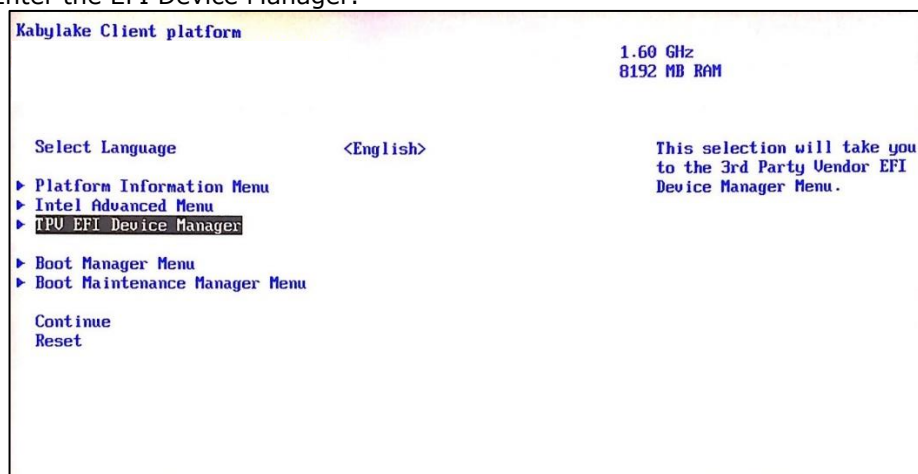 Enter the EFI Device Manager:
Kabylake Client platform
1.60 GHz
8192 MB RAM
Select Language <English> This selection will take you
to the 3rd Party Vendor EFI
▶ Platform Information Menu Device Manager Menu.
▶ Intel Advanced Menu
▶ TPV EFI Device Manager
▶ Boot Manager Menu
▶ Boot Maintenance Manager Menu
Continue
Reset